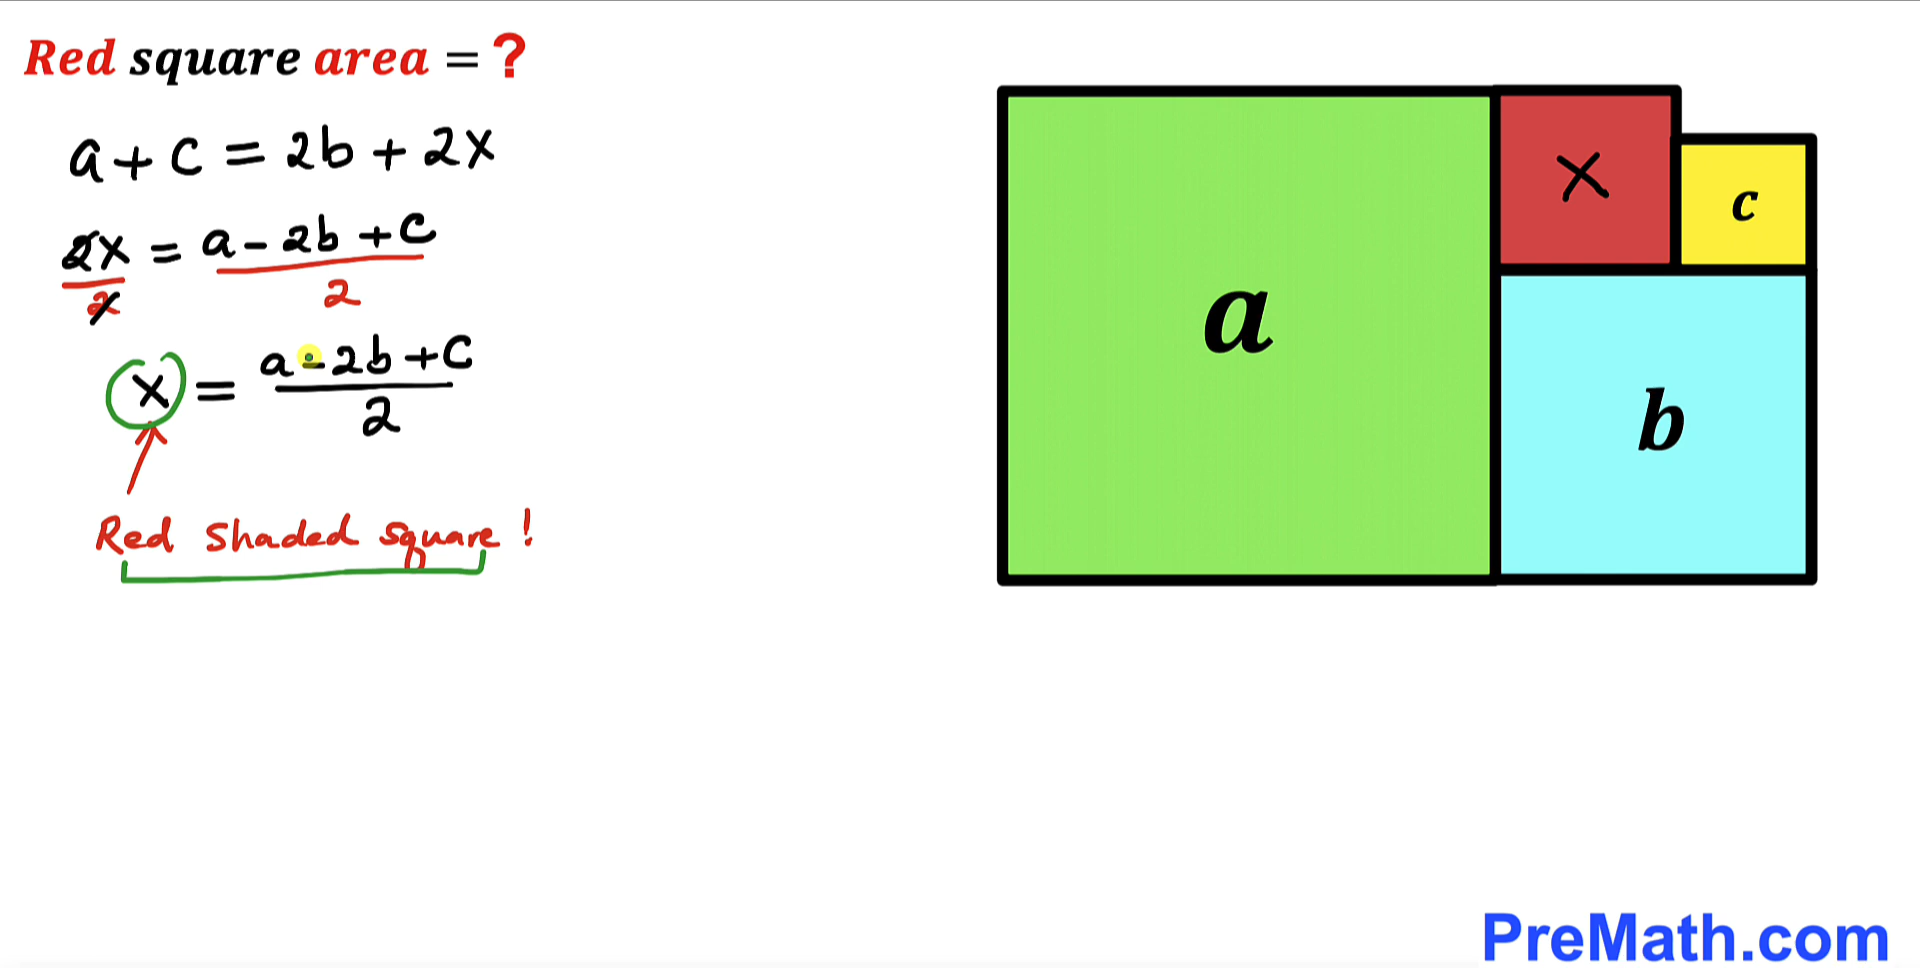 Red square area = ?
a + c = 2b + 2x
2x = a - 2b + c
2 2
x = a - 2b + c
2
Red shaded square!
a
x
c
b
PreMath.com